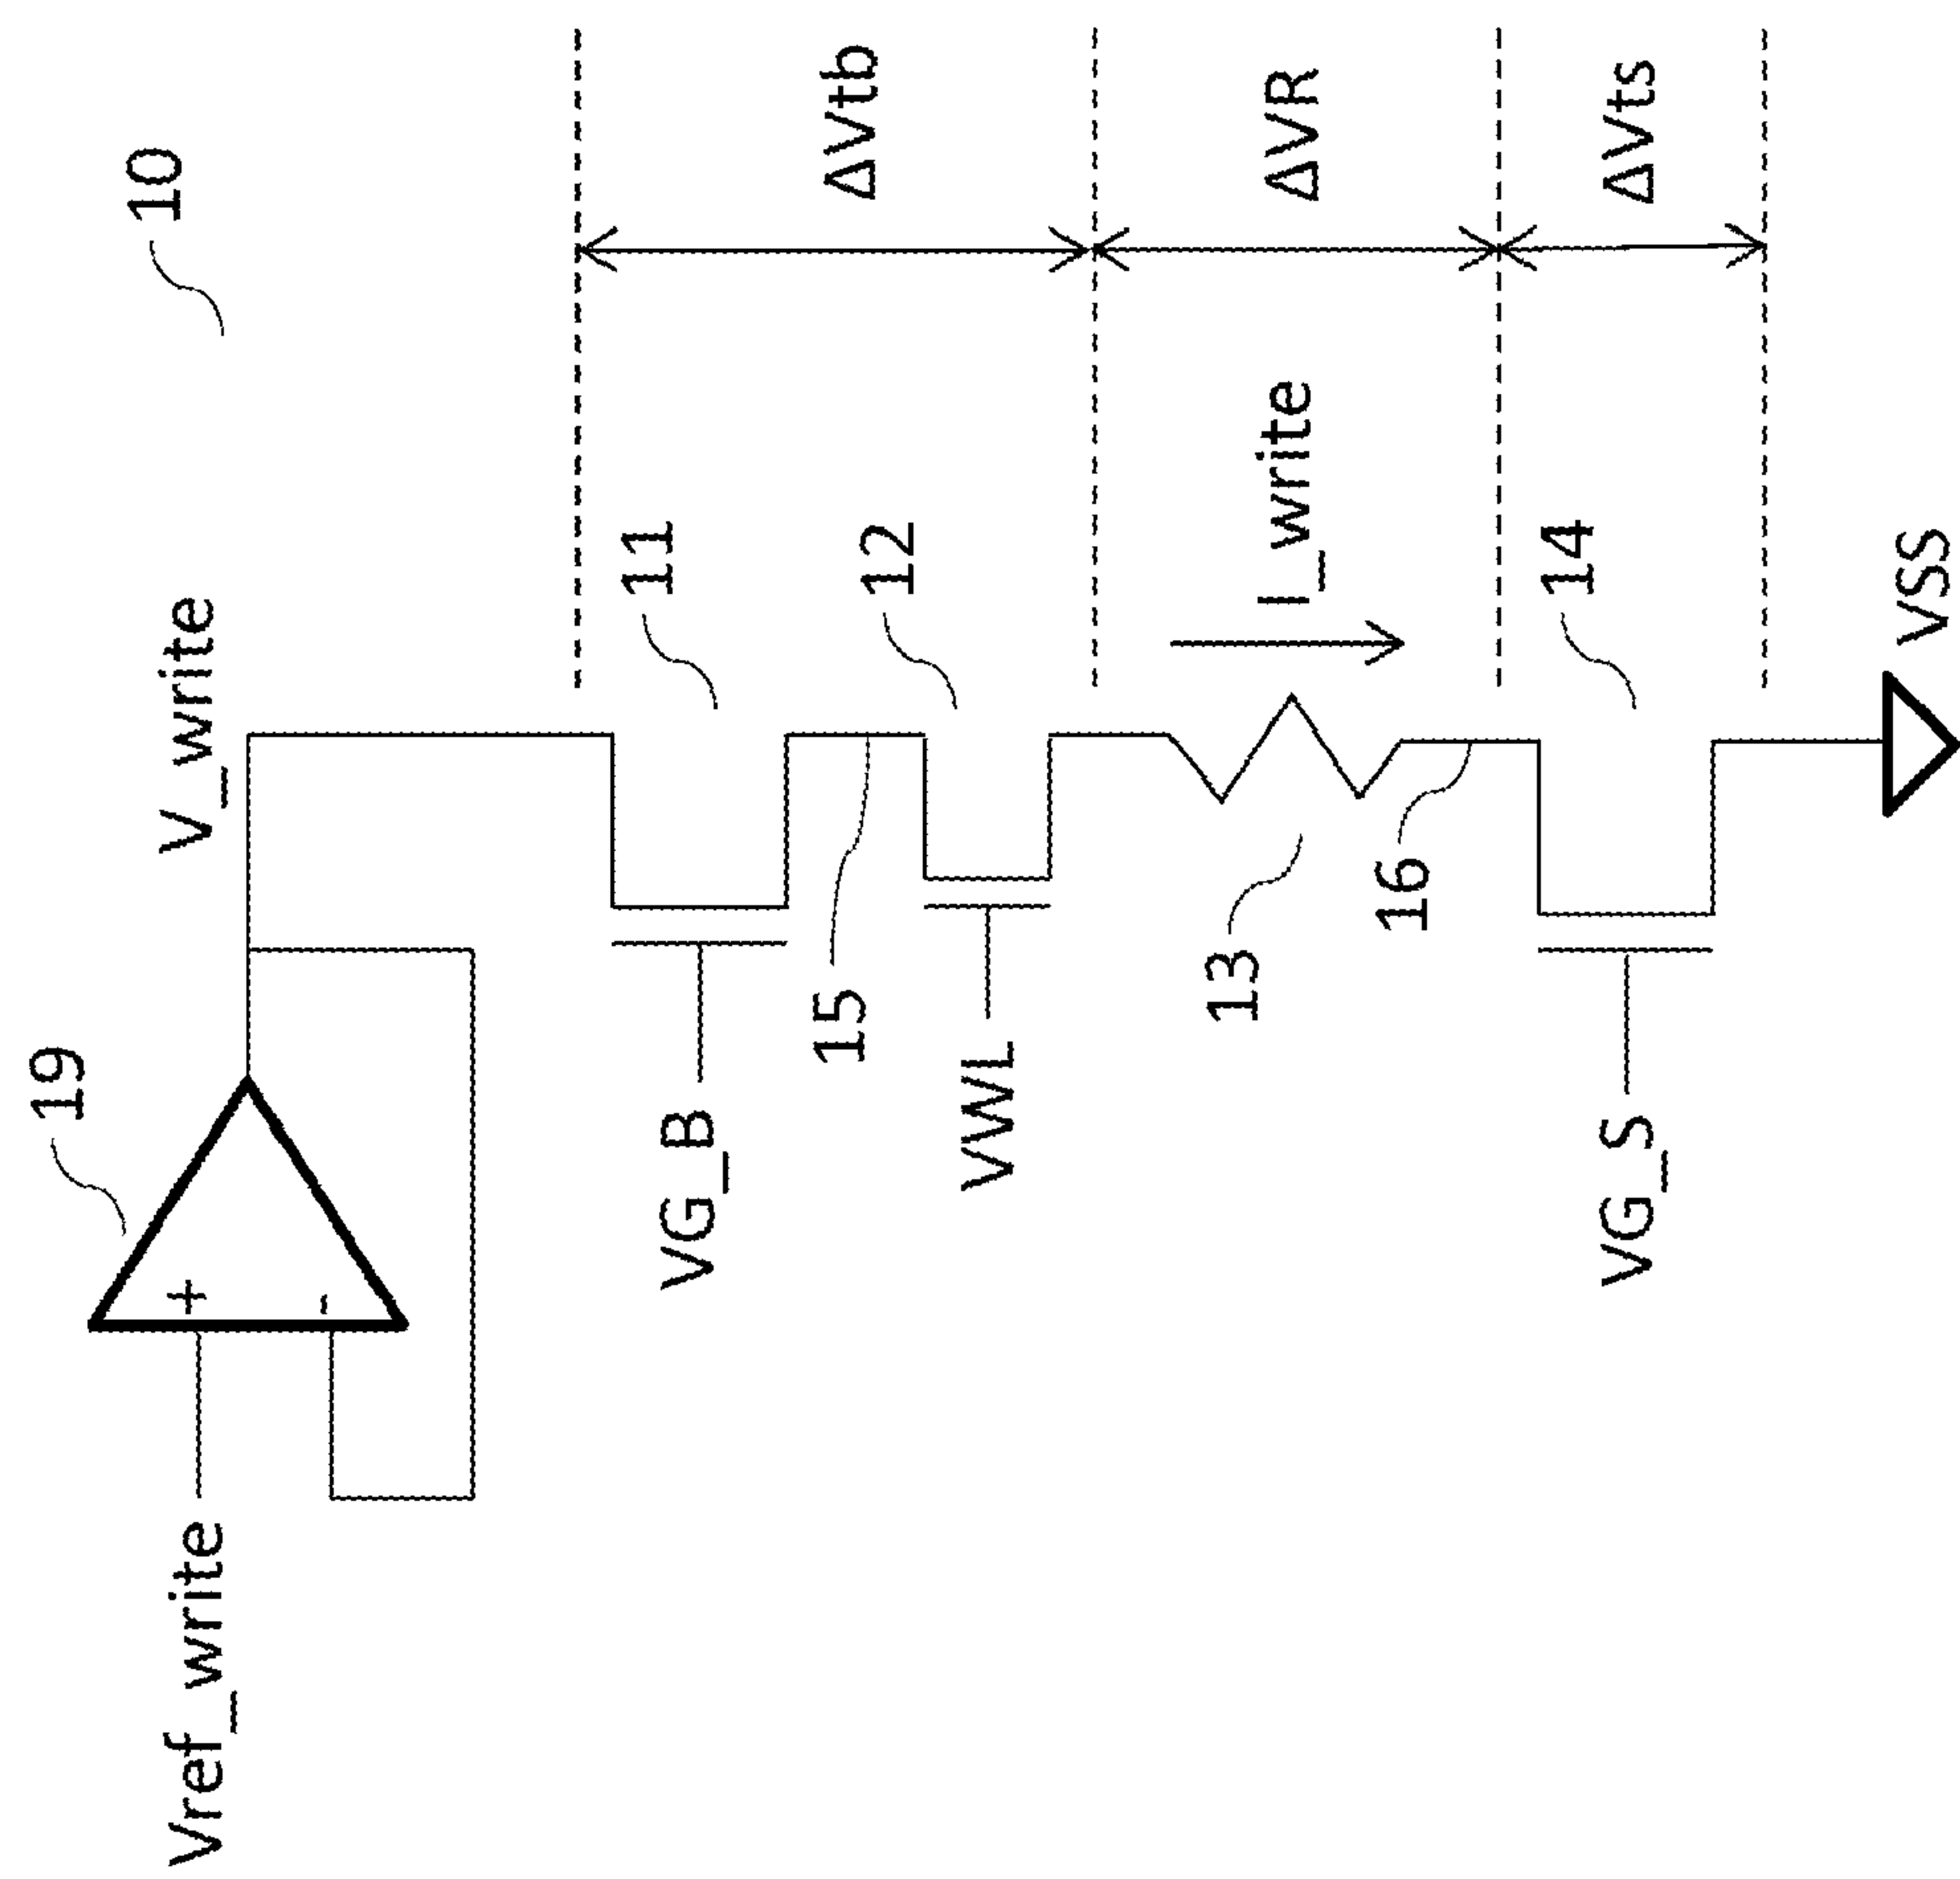 10
19
Vref_write
+
-
V_write
11
VG_B
15
12
VWL
ΔVtb
13
I_write
ΔVR
16
14
VG_S
ΔVts
VSS